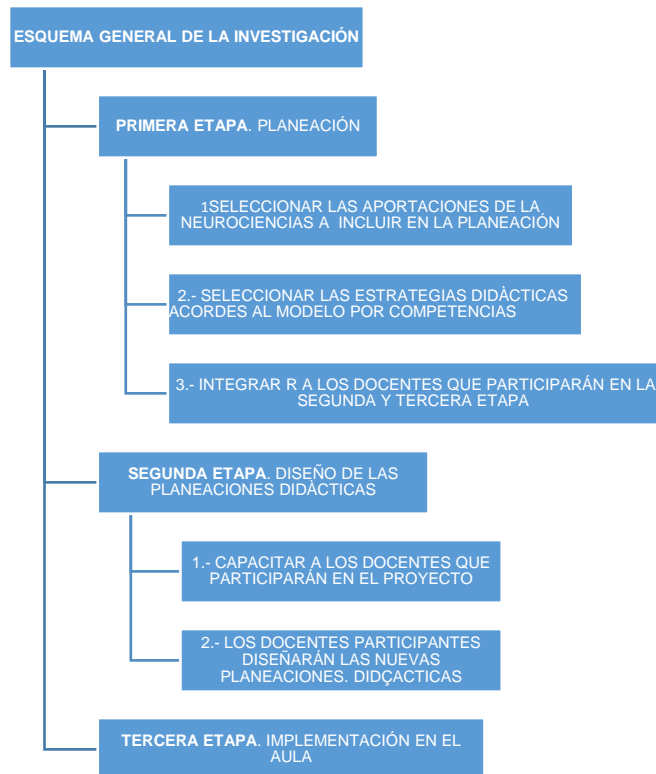 ESQUEMA GENERAL DE LA INVESTIGACIÓN
PRIMERA ETAPA. PLANEACIÓN
1SELECCIONAR LAS APORTACIONES DE LA
NEUROCIENCIAS A INCLUIR EN LA PLANEACIÓN
2.- SELECCIONAR LAS ESTRATEGIAS DIDÀCTICAS
ACORDES AL MODELO POR COMPETENCIAS
3.- INTEGRAR R A LOS DOCENTES QUE PARTICIPARÁN EN LA
SEGUNDA Y TERCERA ETAPA
SEGUNDA ETAPA. DISEÑO DE LAS
PLANEACIONES DIDÀCTICAS
1.- CAPACITAR A LOS DOCENTES QUE
PARTICIPARÁN EN EL PROYECTO
2.- LOS DOCENTES PARTICIPANTES
DISEÑARÁN LAS NUEVAS
PLANEACIONES. DIDÇACTICAS
TERCERA ETAPA. IMPLEMENTACIÓN EN EL
AULA